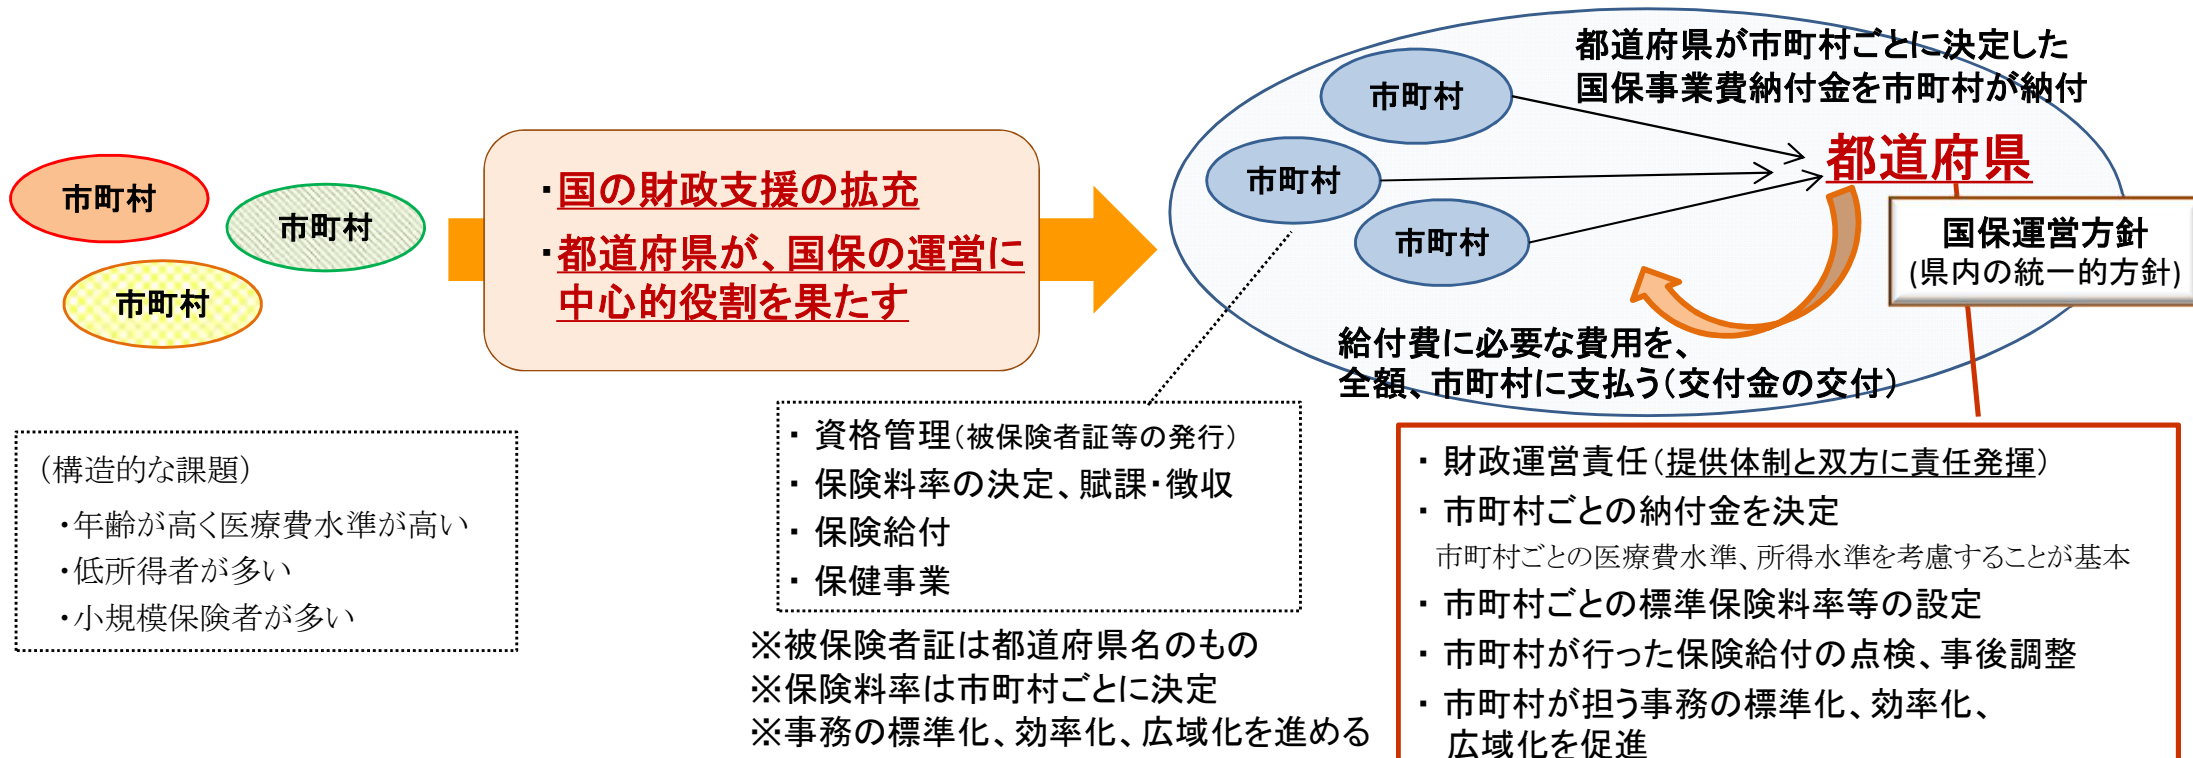 市町村
市町村
市町村
(構造的な課題)
・年齢が高く医療費水準が高い
・低所得者が多い
・小規模保険者が多い
・国の財政支援の拡充
・都道府県が、国保の運営に
中心的役割を果たす
都道府県が市町村ごとに決定した
国保事業費納付金を市町村が納付
市町村
市町村
市町村
都道府県
国保運営方針
(県内の統一的方針)
給付費に必要な費用を、
全額、市町村に支払う(交付金の交付)
・ 資格管理(被保険者証等の発行)
・ 保険料率の決定、賦課・徴収
・ 保険給付
・ 保健事業
※被保険者証は都道府県名のもの
※保険料率は市町村ごとに決定
※事務の標準化、効率化、広域化を進める
・ 財政運営責任(提供体制と双方に責任発揮)
・ 市町村ごとの納付金を決定
市町村ごとの医療費水準、所得水準を考慮することが基本
・ 市町村ごとの標準保険料率等の設定
・ 市町村が行った保険給付の点検、事後調整
・ 市町村が担う事務の標準化、効率化、
広域化を促進